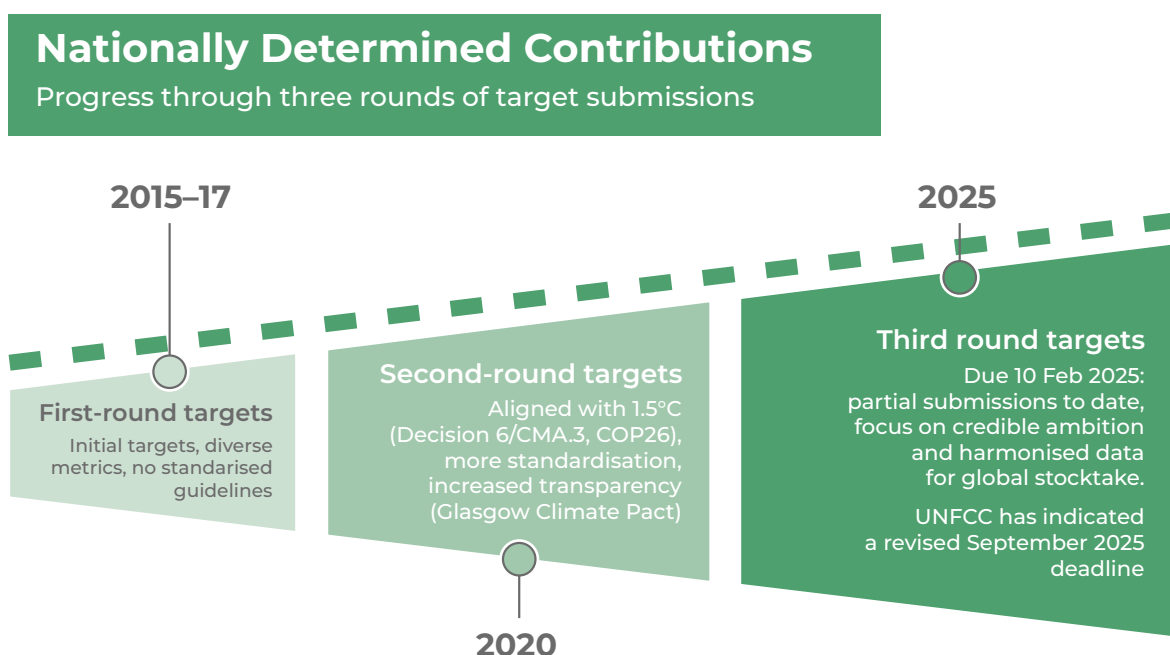 Nationally Determined Contributions
Progress through three rounds of target submissions
2015–17
First-round targets
Initial targets, diverse
metrics, no standarised
guidelines
Second-round targets
Aligned with 1.5°C
(Decision 6/CMA.3, COP26),
more standardisation,
increased transparency
(Glasgow Climate Pact)
2020
2025
Third round targets
Due 10 Feb 2025:
partial submissions to date,
focus on credible ambition
and harmonised data
for global stocktake.
UNFCC has indicated
a revised September 2025
deadline